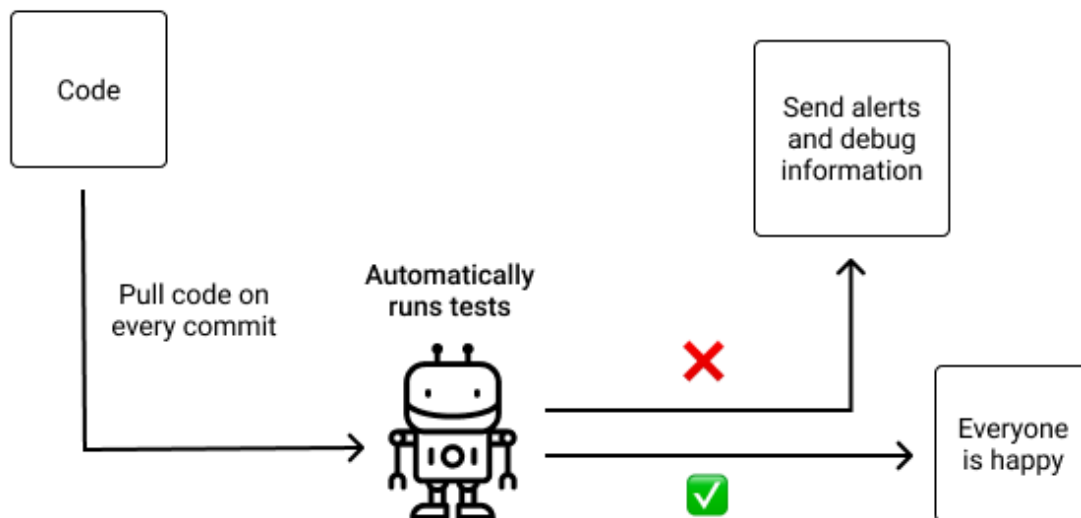 Code
Send alerts
and debug
information
Automatically
runs tests
Pull code on
every commit
Everyone
is happy